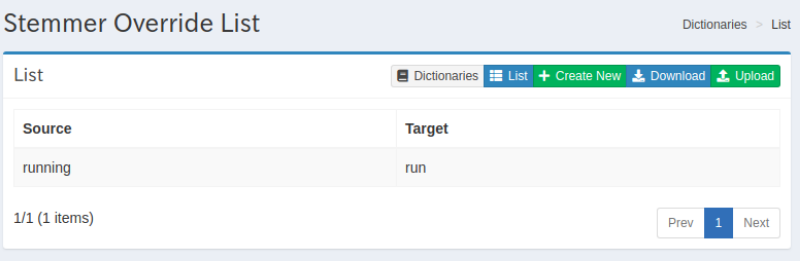 Stemmer Override List
Dictionaries > List
List
Dictionaries List Create New Download Upload
Source Target
running run
1/1 (1 items)
Prev 1 Next